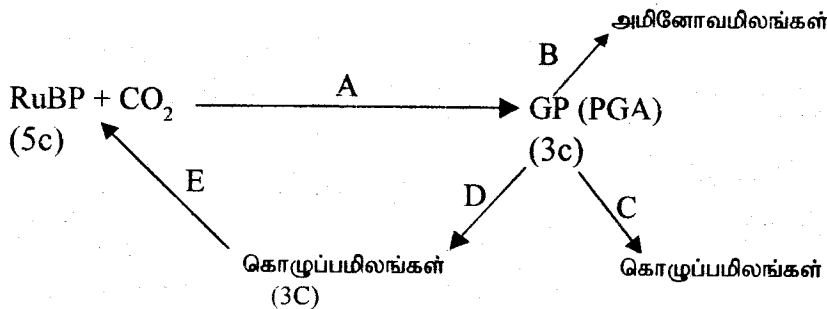 அமினோவமிலங்கள்
B
A
RuBP + CO₂
GP (PGA)
(5c)
(3c)
E
D
C
கொழுப்பமிலங்கள்
கொழுப்பமிலங்கள்
(3C)